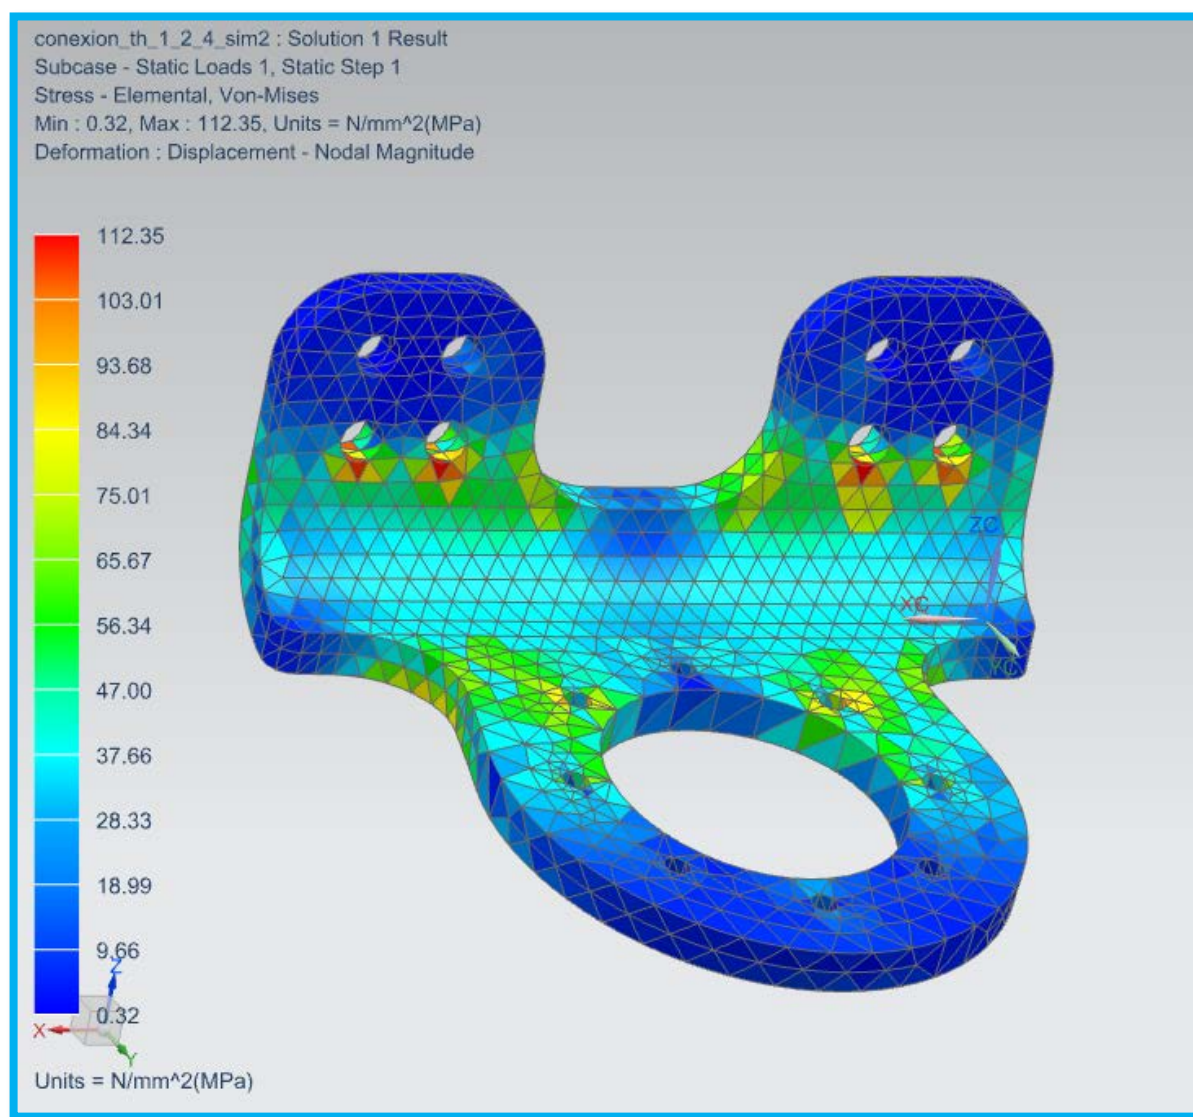 conexion_th_1_2_4_sim2 : Solution 1 Result
Subcase - Static Loads 1, Static Step 1
Stress - Elemental, Von-Mises
Min : 0.32, Max : 112.35, Units = N/mm^2(MPa)
Deformation : Displacement - Nodal Magnitude
112.35
103.01
93.68
84.34
75.01
65.67
56.34
47.00
37.66
28.33
18.99
9.66
0.32
ZC
XC
YC
Z
X
Y
Units = N/mm^2(MPa)